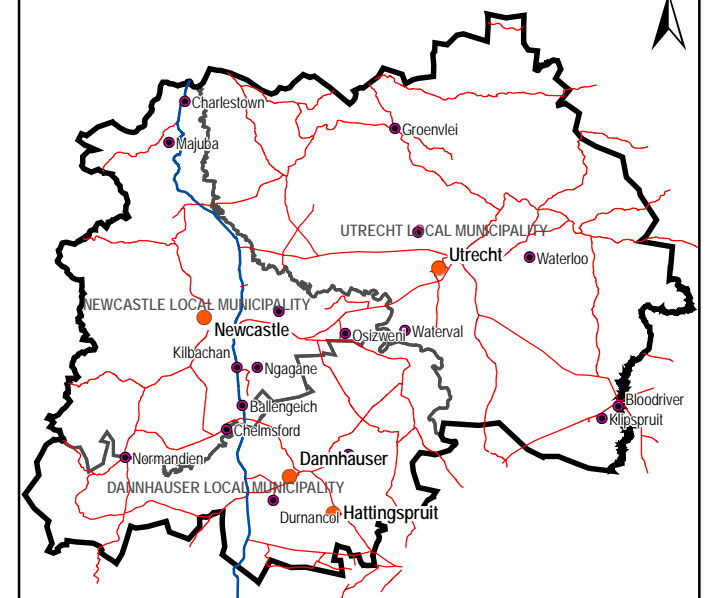 Charlestown
Groenvlei
Majuba
UTRECHT LOCAL MUNICIPALITY
Utrecht
Waterloo
NEWCASTLE LOCAL MUNICIPALITY
Newcastle
Osizweni
Waterval
Kilbachan
Ngagane
Ballengeich
Bloodriver
Klipspruit
Chelmsford
Normandien
Dannhauser
DANNHAUSER LOCAL MUNICIPALITY
Durnancol
Hattingspruit